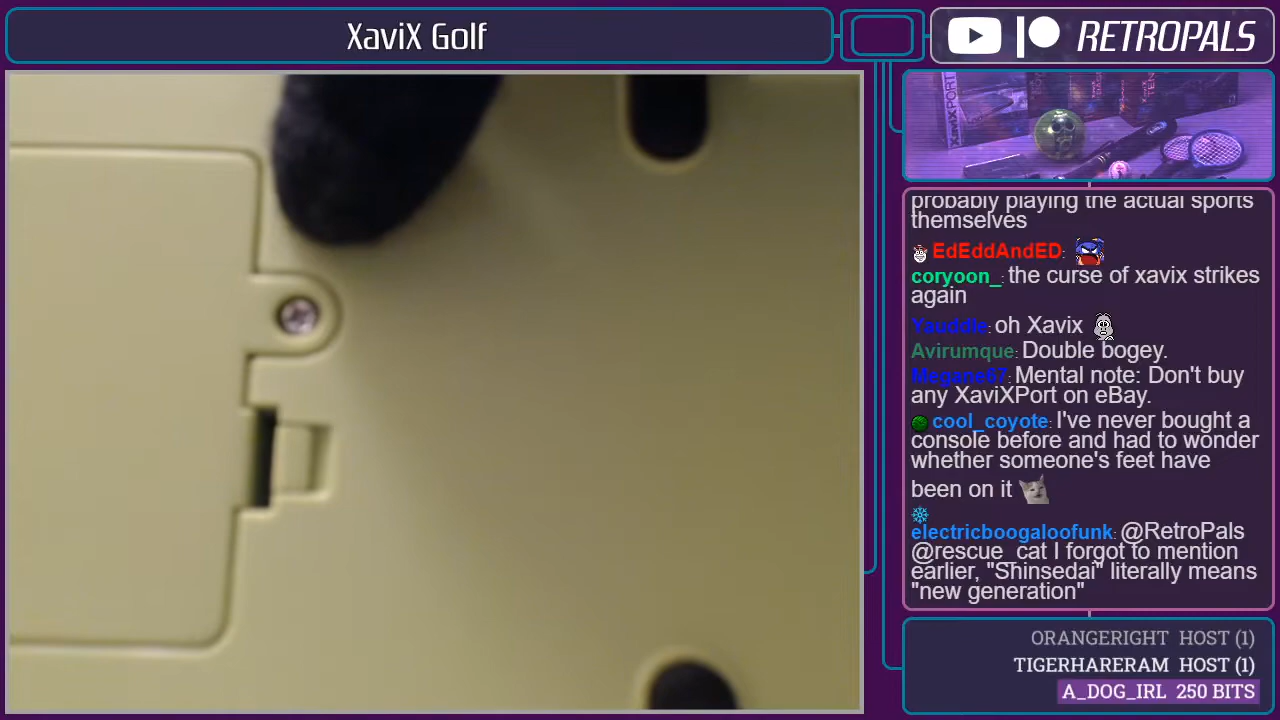 XaviX Golf
RETROPALS
probably playing the actual sports
themselves
EdEddAndED:
coryoon_: the curse of xavix strikes
again
Yauddle: oh Xavix
Avirumque: Double bogey.
Megane67: Mental note: Don't buy
any XaviXPort on eBay.
cool_coyote: I've never bought a
console before and had to wonder
whether someone's feet have
been on it
electricboogaloofunk: @RetroPals
@rescue_cat I forgot to mention
earlier, "Shinsedai" literally means
"new generation"
ORANGERIGHT HOST (1)
TIGERHARERAM HOST (1)
A_DOG_IRL 250 BITS